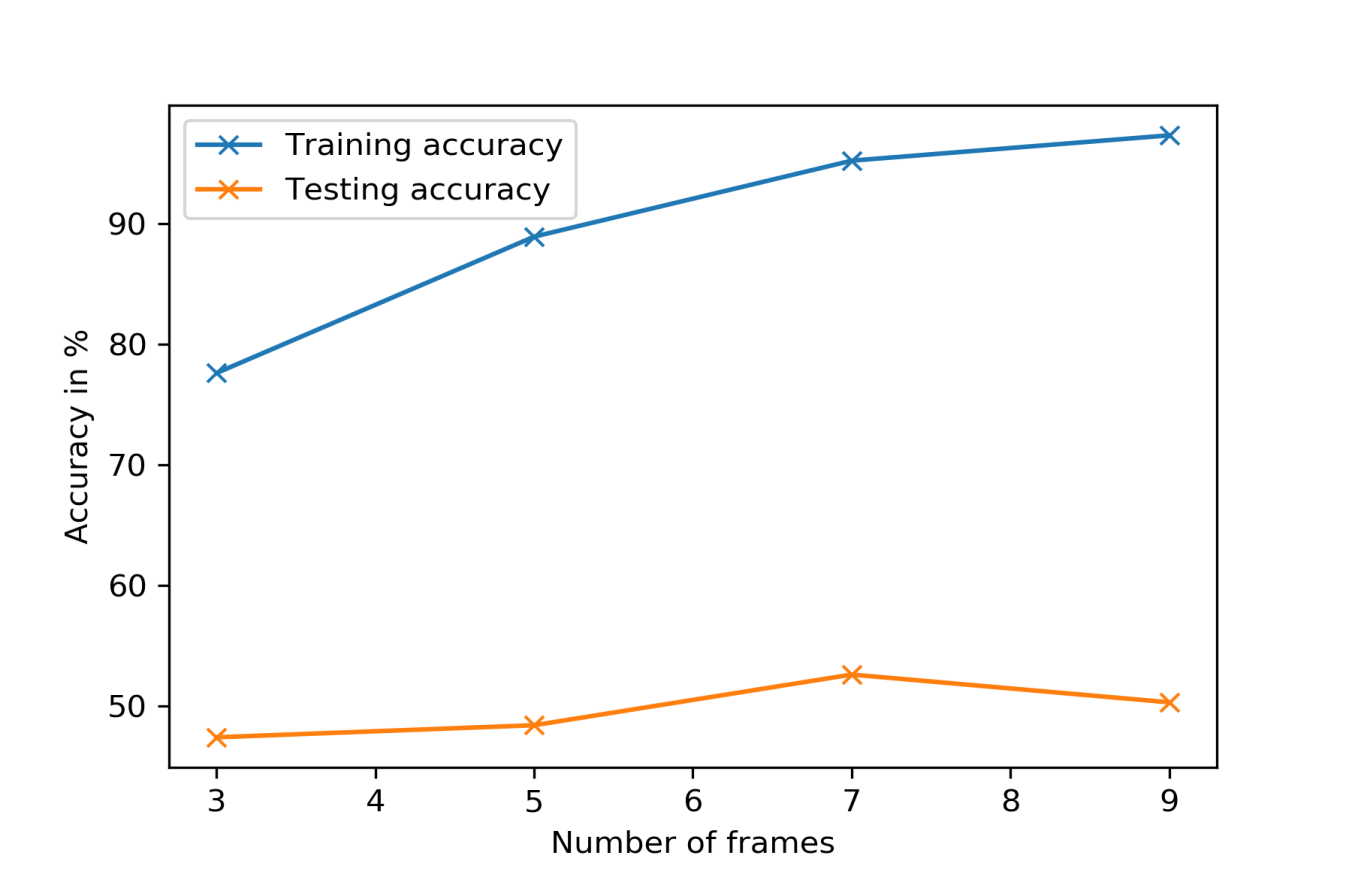 Training accuracy
Testing accuracy
90
80
70
60
50
Accuracy in %
3 4 5 6 7 8 9
Number of frames